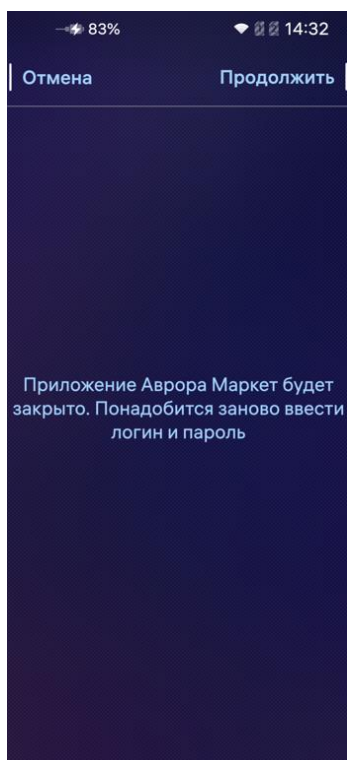 83% 14:32
Отмена Продолжить
Приложение Аврора Маркет будет
закрыто. Понадобится заново ввести
логин и пароль